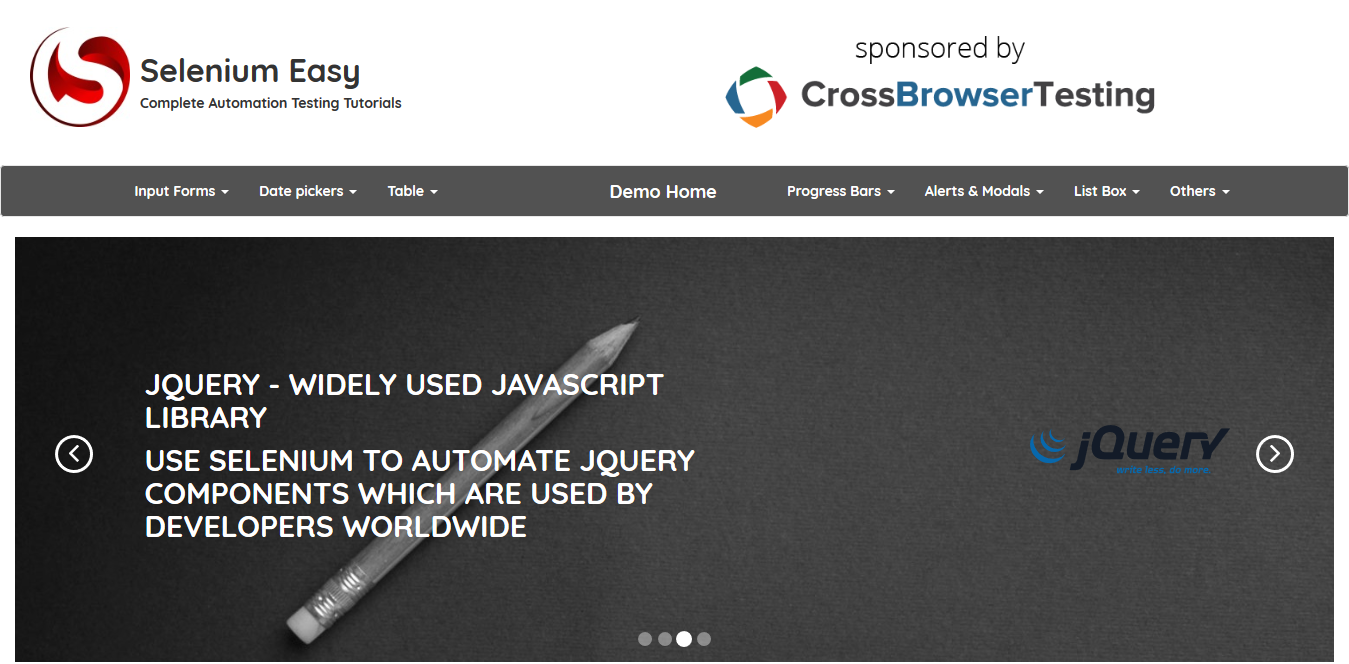 Selenium Easy
Complete Automation Testing Tutorials
sponsored by
CrossBrowserTesting
Input Forms
Date pickers
Table
Demo Home
Progress Bars
Alerts & Modals
List Box
Others
JQUERY - WIDELY USED JAVASCRIPT
LIBRARY
USE SELENIUM TO AUTOMATE JQUERY
COMPONENTS WHICH ARE USED BY
DEVELOPERS WORLDWIDE
jQuery
write less. do more.